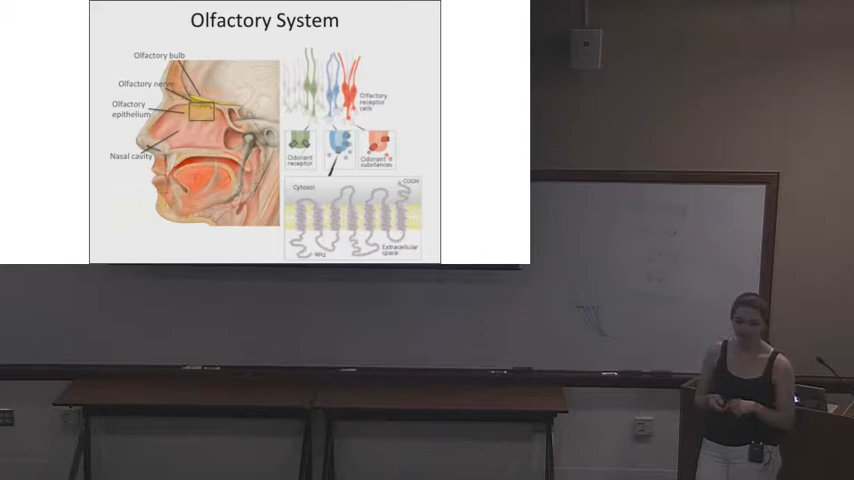 Olfactory System
Olfactory bulb
Olfactory nerve
Olfactory
epithelium
Nasal cavity
Olfactory
receptor
cells
Odorant
receptor
Odorant
substances
Cytosol
COOH
NH₂
Extracellular
space